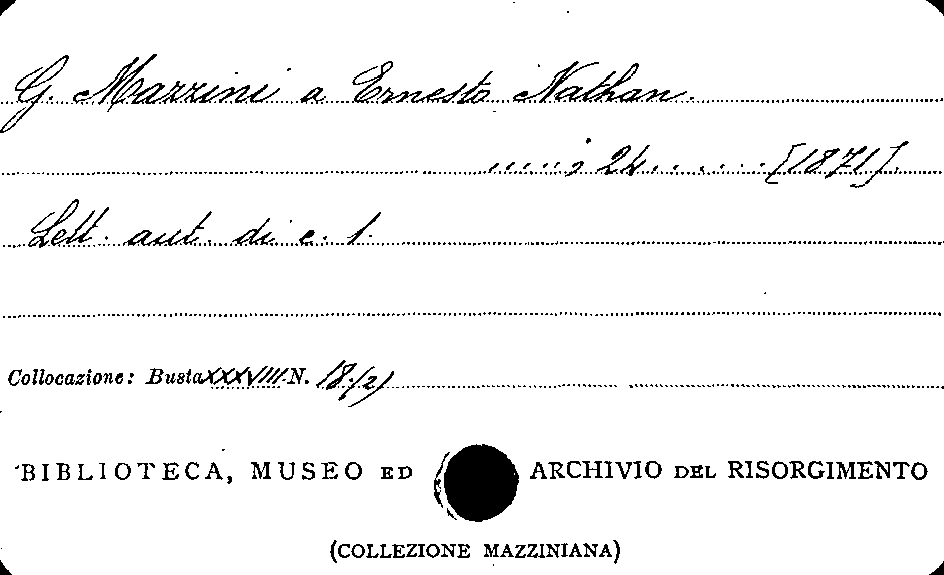 G. Mazzini a Ernesto Nathan.
....., 24....... [1871].
Lett. aut. di c. 1.
Collocazione: Busta XXXVIII N. 18(2)
BIBLIOTECA, MUSEO ED ARCHIVIO DEL RISORGIMENTO
(COLLEZIONE MAZZINIANA)